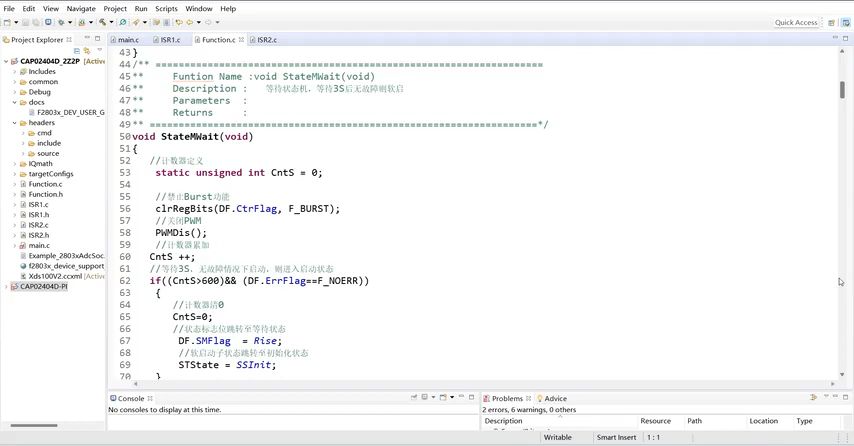 File Edit View Navigate Project Run Scripts Window Help
Quick Access
Project Explorer
main.c ISR1.c Function.c ISR2.c
CAP02404D_2Z2P [Active
Includes
common
Debug
docs
F2803x_DEV_USER_G
headers
cmd
include
source
IQmath
targetConfigs
Function.c
Function.h
ISR1.c
ISR1.h
ISR2.c
ISR2.h
main.c
Example_2803xAdcSoc.
f2803x_device_support_
Xds100V2.ccxml [Active
CAP02404D-PI
43 }
44 /** ===================================================================
45 ** Funtion Name :void StateMWait(void)
46 ** Description : 等待状态机，等待3S后无故障则软启
47 ** Parameters :
48 ** Returns :
49 ** ===================================================================*/
50 void StateMWait(void)
51 {
52 //计数器定义
53 static unsigned int CntS = 0;
54
55 //禁止Burst功能
56 clrRegBits(DF.CtrFlag, F_BURST);
57 //关闭PWM
58 PWMDis();
59 //计数器累加
60 CntS ++;
61 //等待3S，无故障情况下启动，则进入启动状态
62 if((CntS>600)&& (DF.ErrFlag==F_NOERR))
63 {
64 //计数器清0
65 CntS=0;
66 //状态标志位跳转至等待状态
67 DF.SMFlag = Rise;
68 //软启动子状态跳转至初始化状态
69 STState = SSInit;
70 }
Console
No consoles to display at this time.
Problems Advice
2 errors, 6 warnings, 0 others
Description Resource Path Location Type
Writable Smart Insert 1 : 1